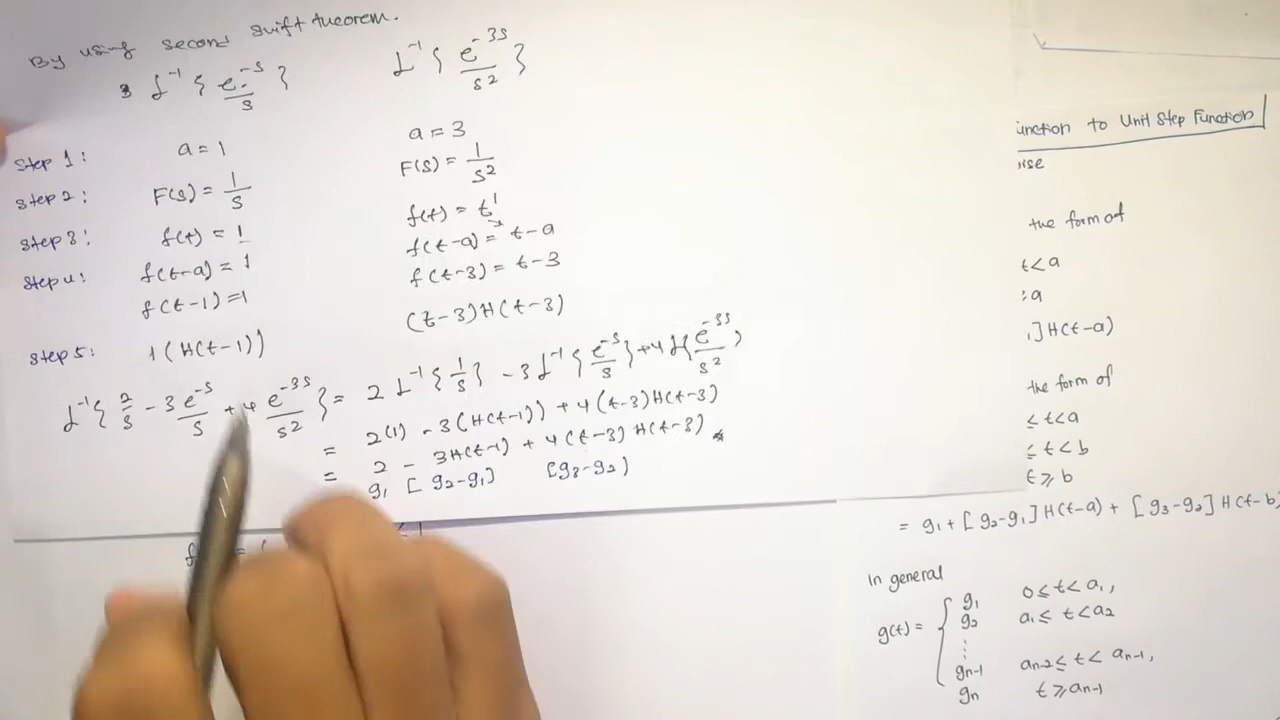 By using second shift theorem.
3 L⁻¹ { e⁻ˢ/s }     L⁻¹ { e⁻³ˢ/s² }
Step 1:     a = 1     a = 3
Step 2:     F(s) = 1/s     F(s) = 1/s²
Step 3:     f(t) = 1     f(t) = t¹
Step 4:     f(t-a) = 1     f(t-a) = t-a
f(t-1) = 1     f(t-3) = t-3
Step 5:     1(H(t-1))     (t-3)H(t-3)
L⁻¹ { 2/s - 3e⁻ˢ/s + 4 e⁻³ˢ/s² } = 2 L⁻¹ { 1/s } - 3 L⁻¹ { e⁻ˢ/s } + 4 L { e⁻³ˢ/s² }
= 2(1) - 3(H(t-1)) + 4(t-3)H(t-3)
= 2 - 3H(t-1) + 4(t-3)H(t-3)
g₁ [g₂-g₁] [g₃-g₂]
unction to Unit Step Function
ise
the form of
t<a
:a
₁]H(t-a)
the form of
≤t<a
≤t<b
t≥b
= g₁ + [g₂-g₁]H(t-a) + [g₃-g₂]H(t-b)
In general
g(t) = { g₁     0≤t<a₁,
g₂     a₁≤t<a₂
⋮
gₙ₋₁     aₙ₋₂≤t<aₙ₋₁,
gₙ     t≥aₙ₋₁